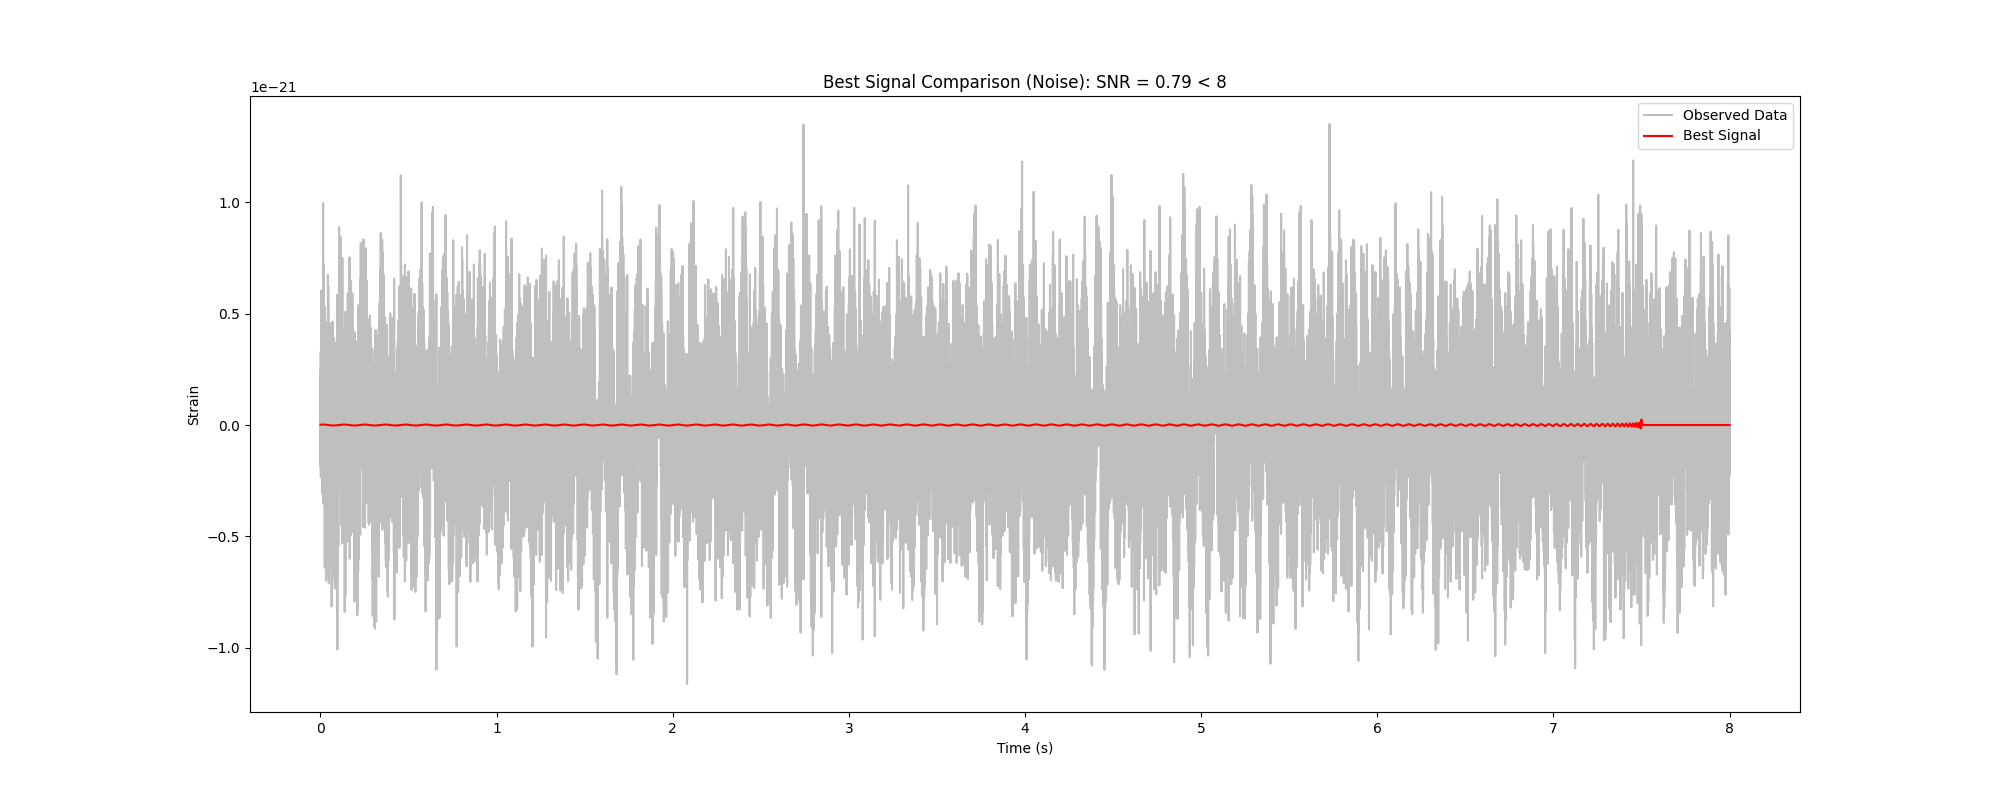 Best Signal Comparison (Noise): SNR = 0.79 < 8
1e−21
Observed Data
Best Signal
1.0
0.5
0.0
−0.5
−1.0
Strain
0 1 2 3 4 5 6 7 8
Time (s)